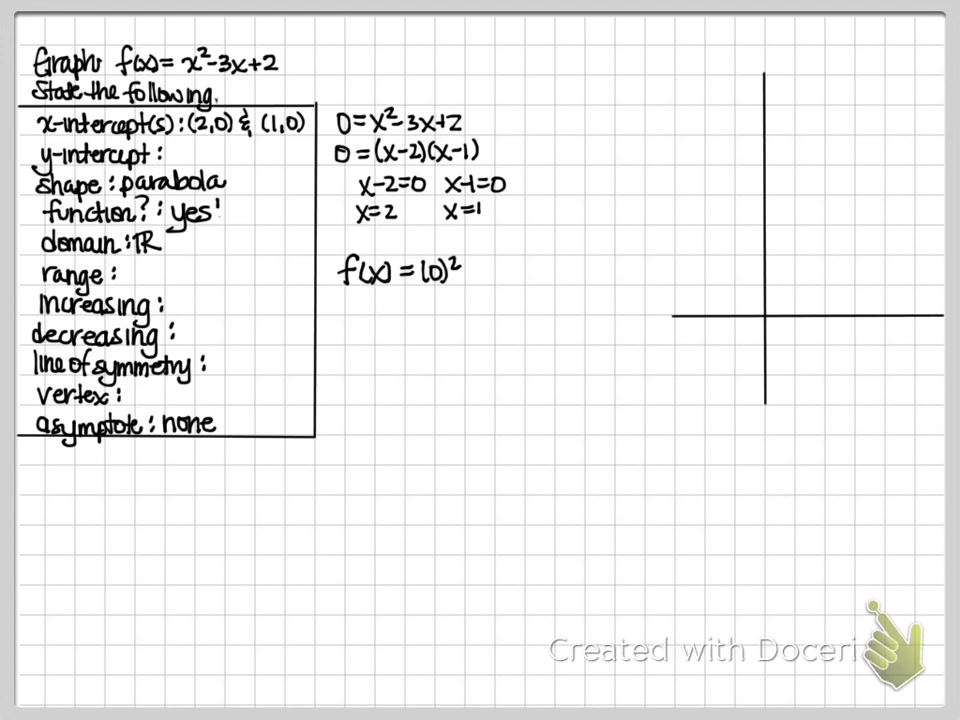 Graph f(x) = x²-3x+2
State the following.
x-intercept(s): (2,0) & (1,0)
y-intercept:
shape: parabola
function?: yes!
domain: ℝ
range:
increasing:
decreasing:
line of symmetry:
vertex:
asymptote: none
0=x²-3x+2
0=(x-2)(x-1)
x-2=0 x-1=0
x=2 x=1
f(x) = (0)²
Created with Doceri